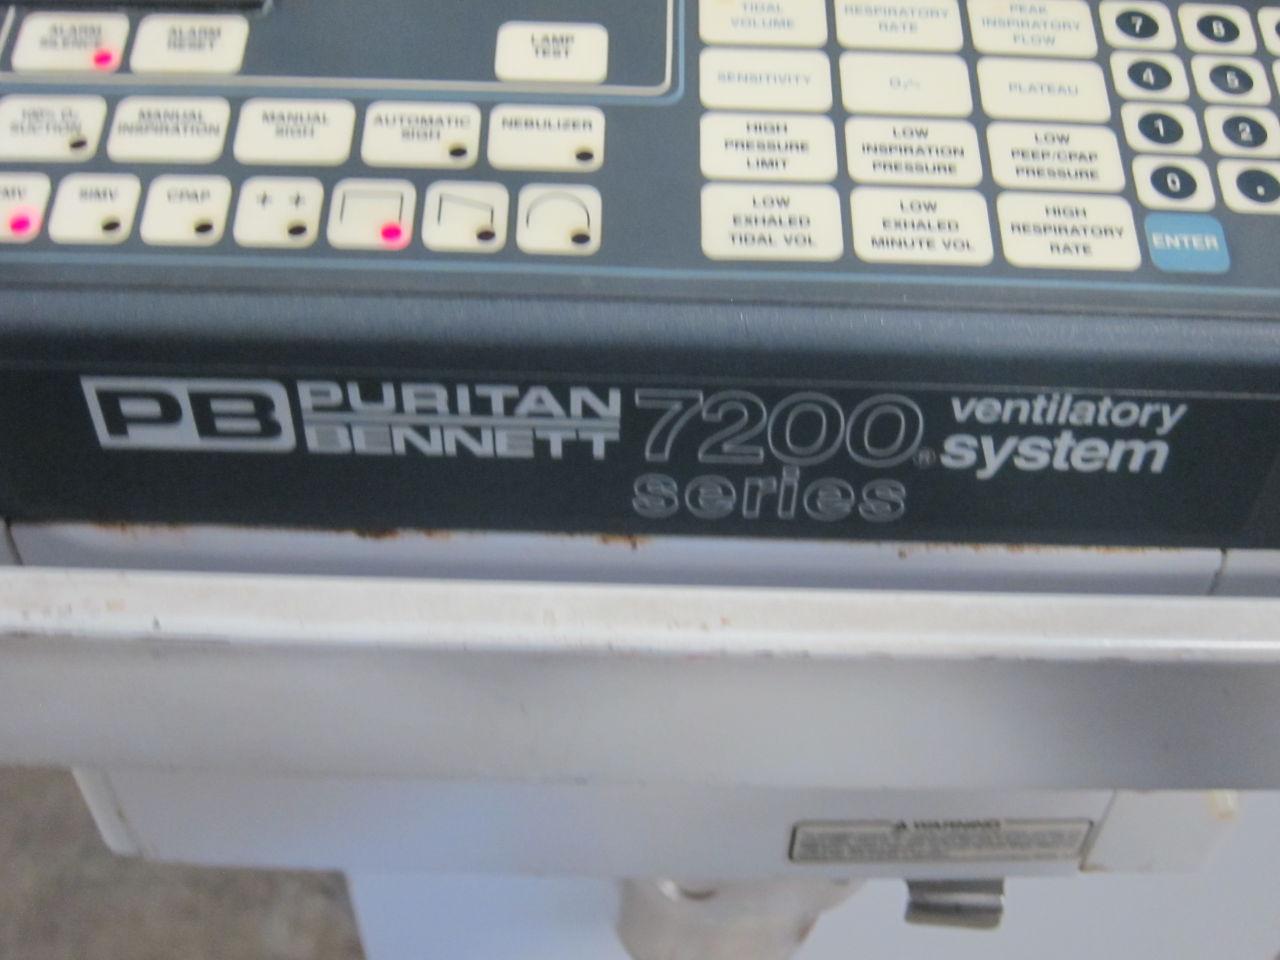 ALARM SILENCE
ALARM RESET
LAMP TEST
100% O₂ SUCTION
MANUAL INSPIRATION
MANUAL SIGH
AUTOMATIC SIGH
NEBULIZER
CMV
SIMV
CPAP
TIDAL VOLUME
RESPIRATORY RATE
PEAK INSPIRATORY FLOW
SENSITIVITY
O₂%
PLATEAU
HIGH PRESSURE LIMIT
LOW INSPIRATION PRESSURE
LOW PEEP/CPAP PRESSURE
LOW EXHALED TIDAL VOL
LOW EXHALED MINUTE VOL
HIGH RESPIRATORY RATE
7 8
4 5
1 2
0 .
ENTER
PB PURITAN BENNETT 7200® series ventilatory system
WARNING